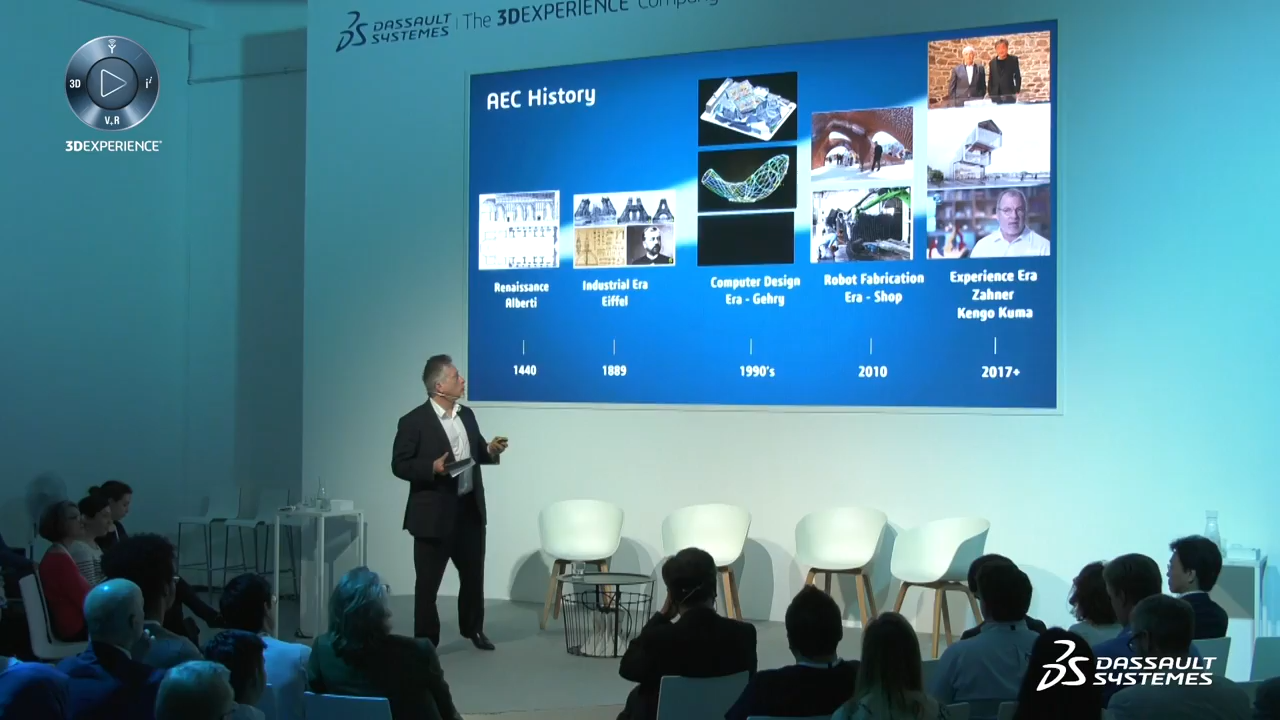 DASSAULT SYSTEMES | The 3DEXPERIENCE Company
3D
i
V,R
3DEXPERIENCE
AEC History
Renaissance
Alberti
Industrial Era
Eiffel
Computer Design
Era - Gehry
Robot Fabrication
Era - Shop
Experience Era
Zahner
Kengo Kuma
1440
1889
1990's
2010
2017+
DASSAULT
SYSTEMES